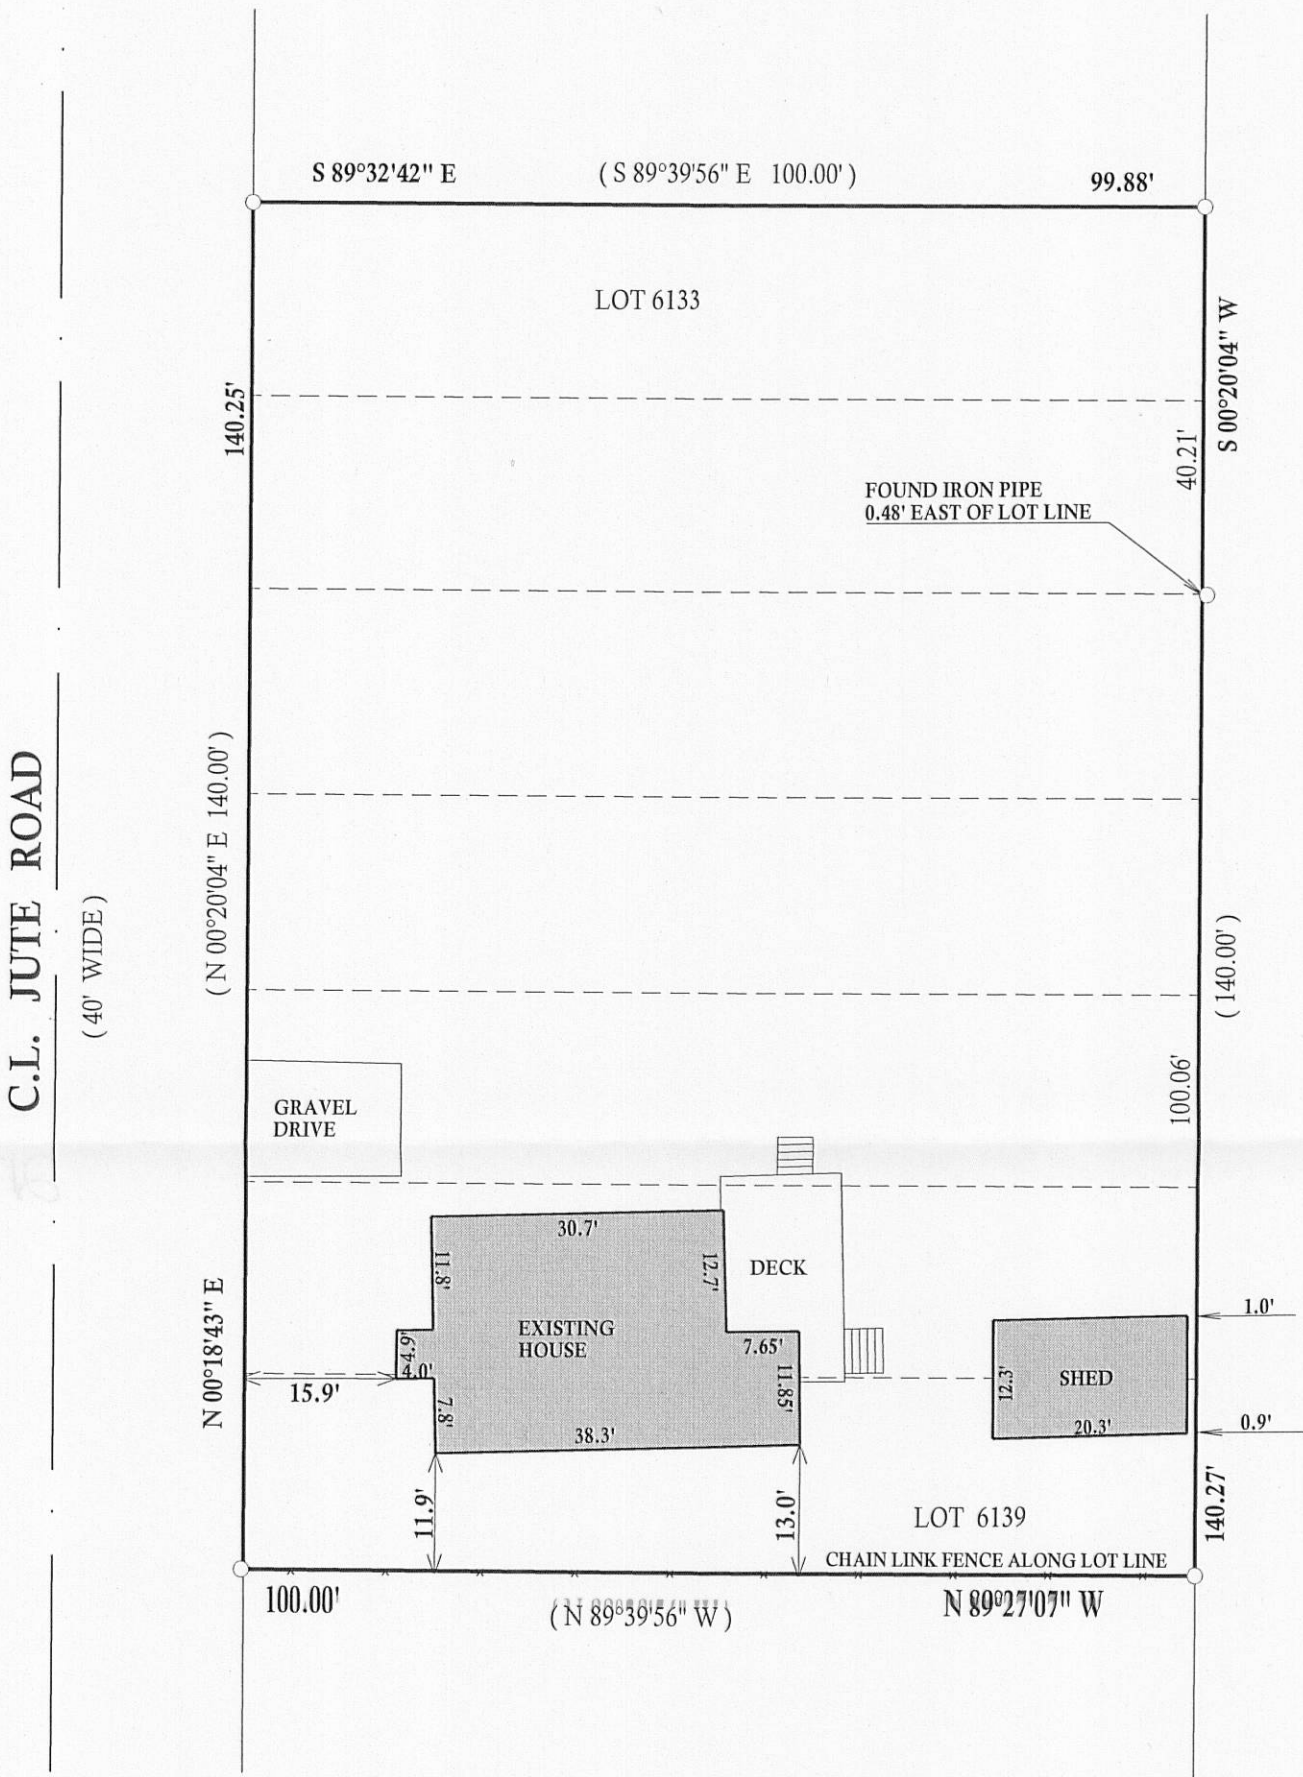 S 89°32'42" E
( S 89°39'56" E 100.00' )
99.88'
LOT 6133
140.25'
S 00°20'04" W
40.21'
FOUND IRON PIPE
0.48' EAST OF LOT LINE
C.L. JUTE ROAD
( 40' WIDE )
( N 00°20'04" E 140.00' )
( 140.00' )
100.06'
GRAVEL
DRIVE
30.7'
11.8'
12.7'
DECK
N 00°18'43" E
EXISTING
HOUSE
4.9'
4.0'
7.65'
11.85'
15.9'
7.8'
38.3'
1.0'
SHED
12.3'
20.3'
0.9'
11.9'
13.0'
140.27'
LOT 6139
CHAIN LINK FENCE ALONG LOT LINE
100.00'
( N 89°39'56" W )
N 89°27'07" W